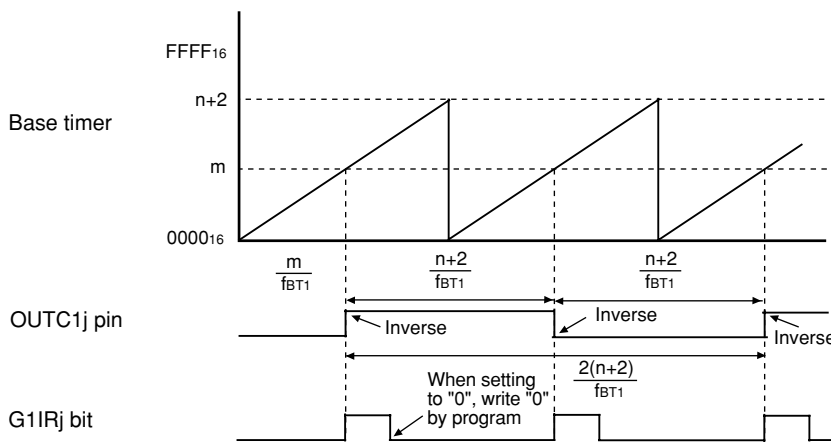 FFFF16
n+2
Base timer
m
000016
m
fBT1
n+2
fBT1
n+2
fBT1
OUTC1j pin
Inverse
Inverse
Inverse
2(n+2)
fBT1
When setting
to "0", write "0"
by program
G1IRj bit